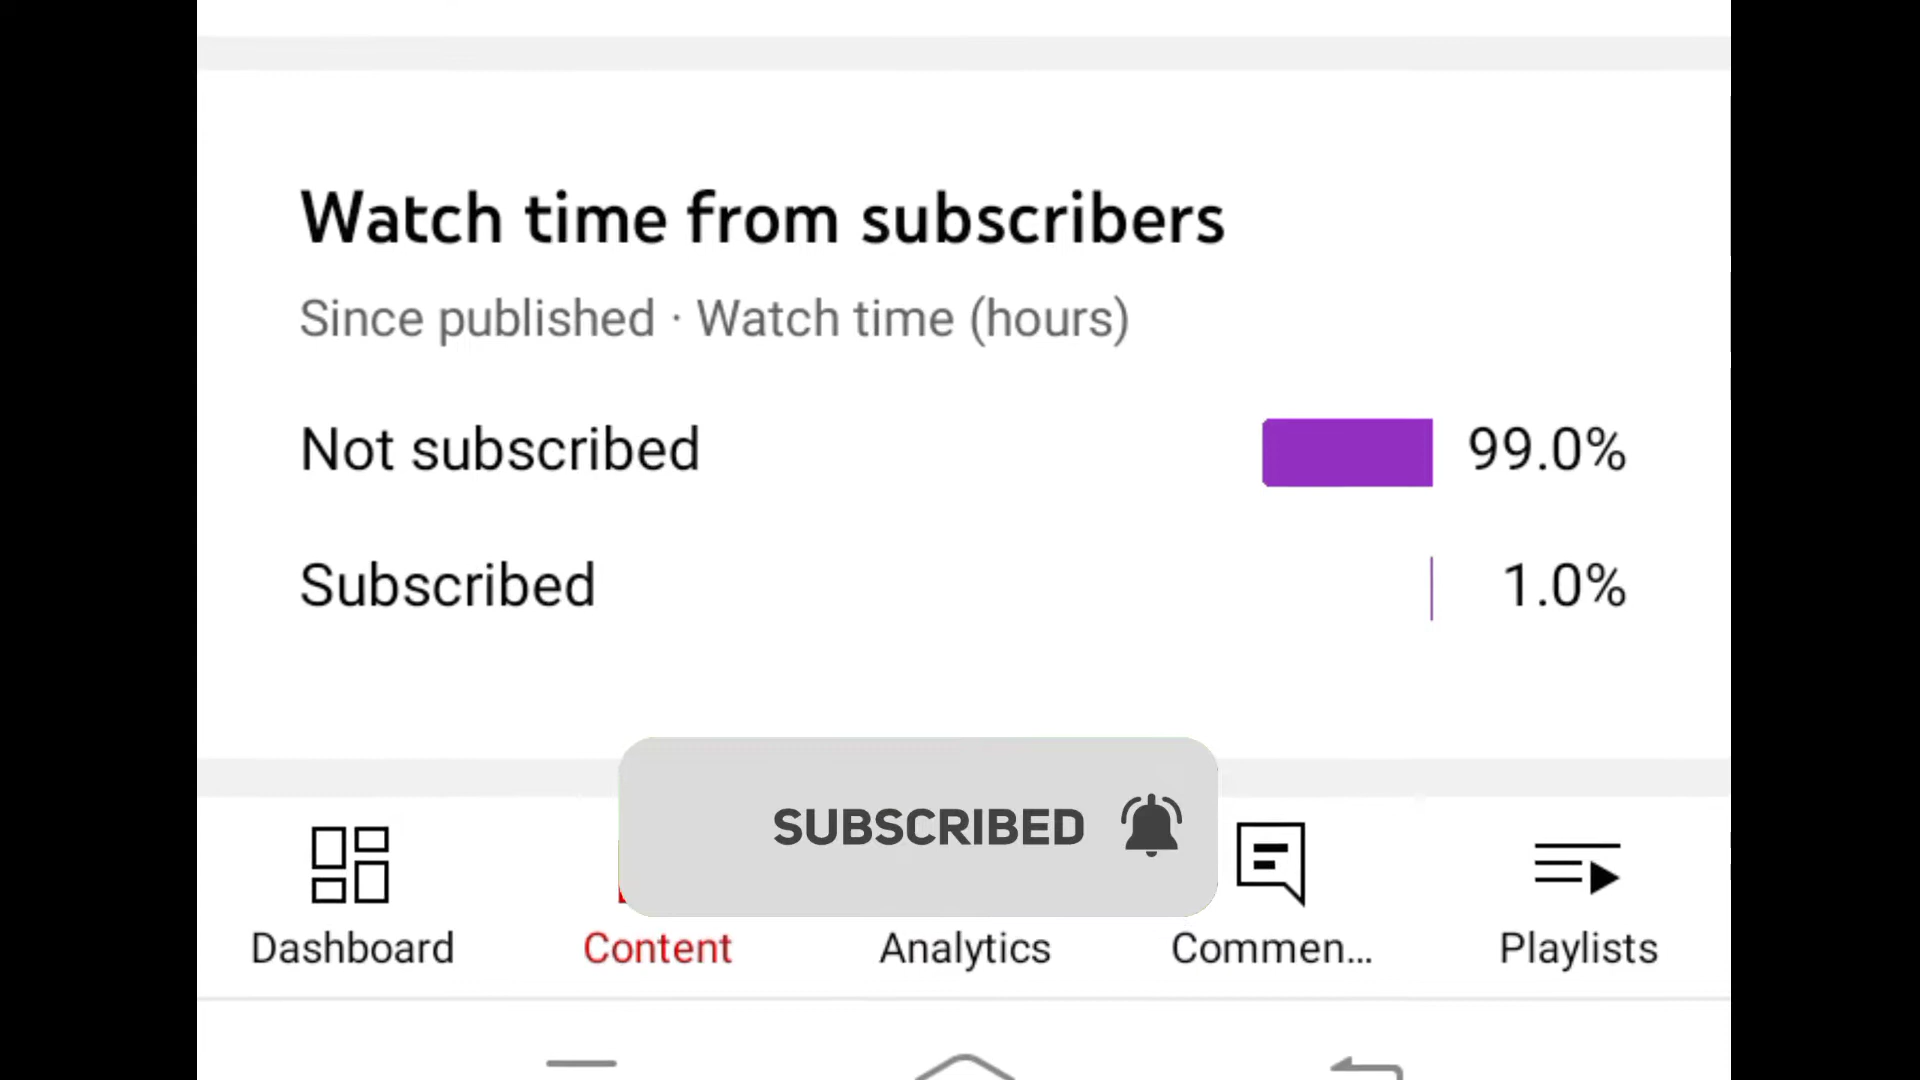 Watch time from subscribers
Since published · Watch time (hours)
Not subscribed 99.0%
Subscribed 1.0%
SUBSCRIBED
Dashboard Content Analytics Commen... Playlists